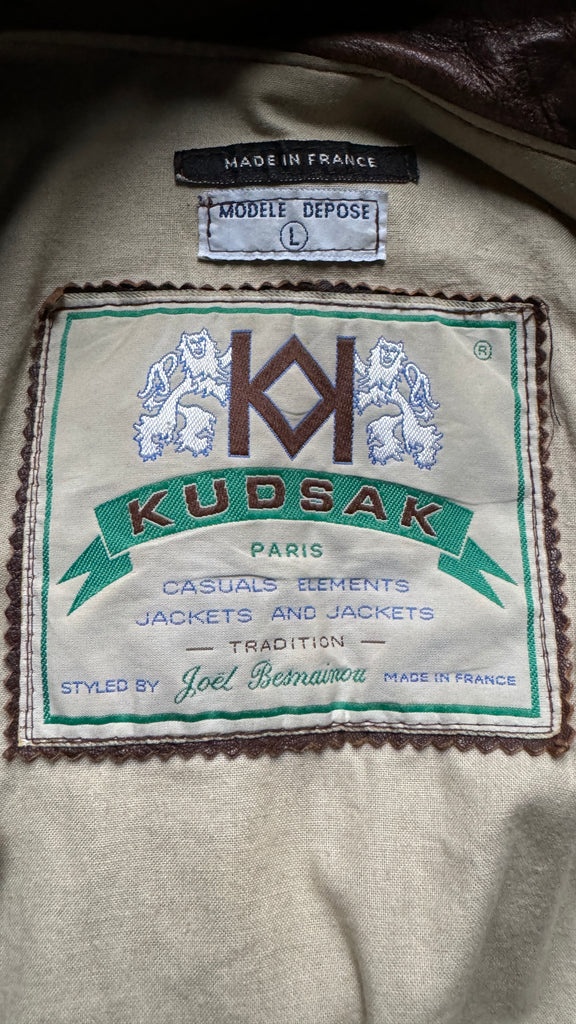 MADE IN FRANCE
MODELE DEPOSE
L
®
KUDSAK
PARIS
CASUALS ELEMENTS
JACKETS AND JACKETS
— TRADITION —
STYLED BY Joël Besmainou MADE IN FRANCE